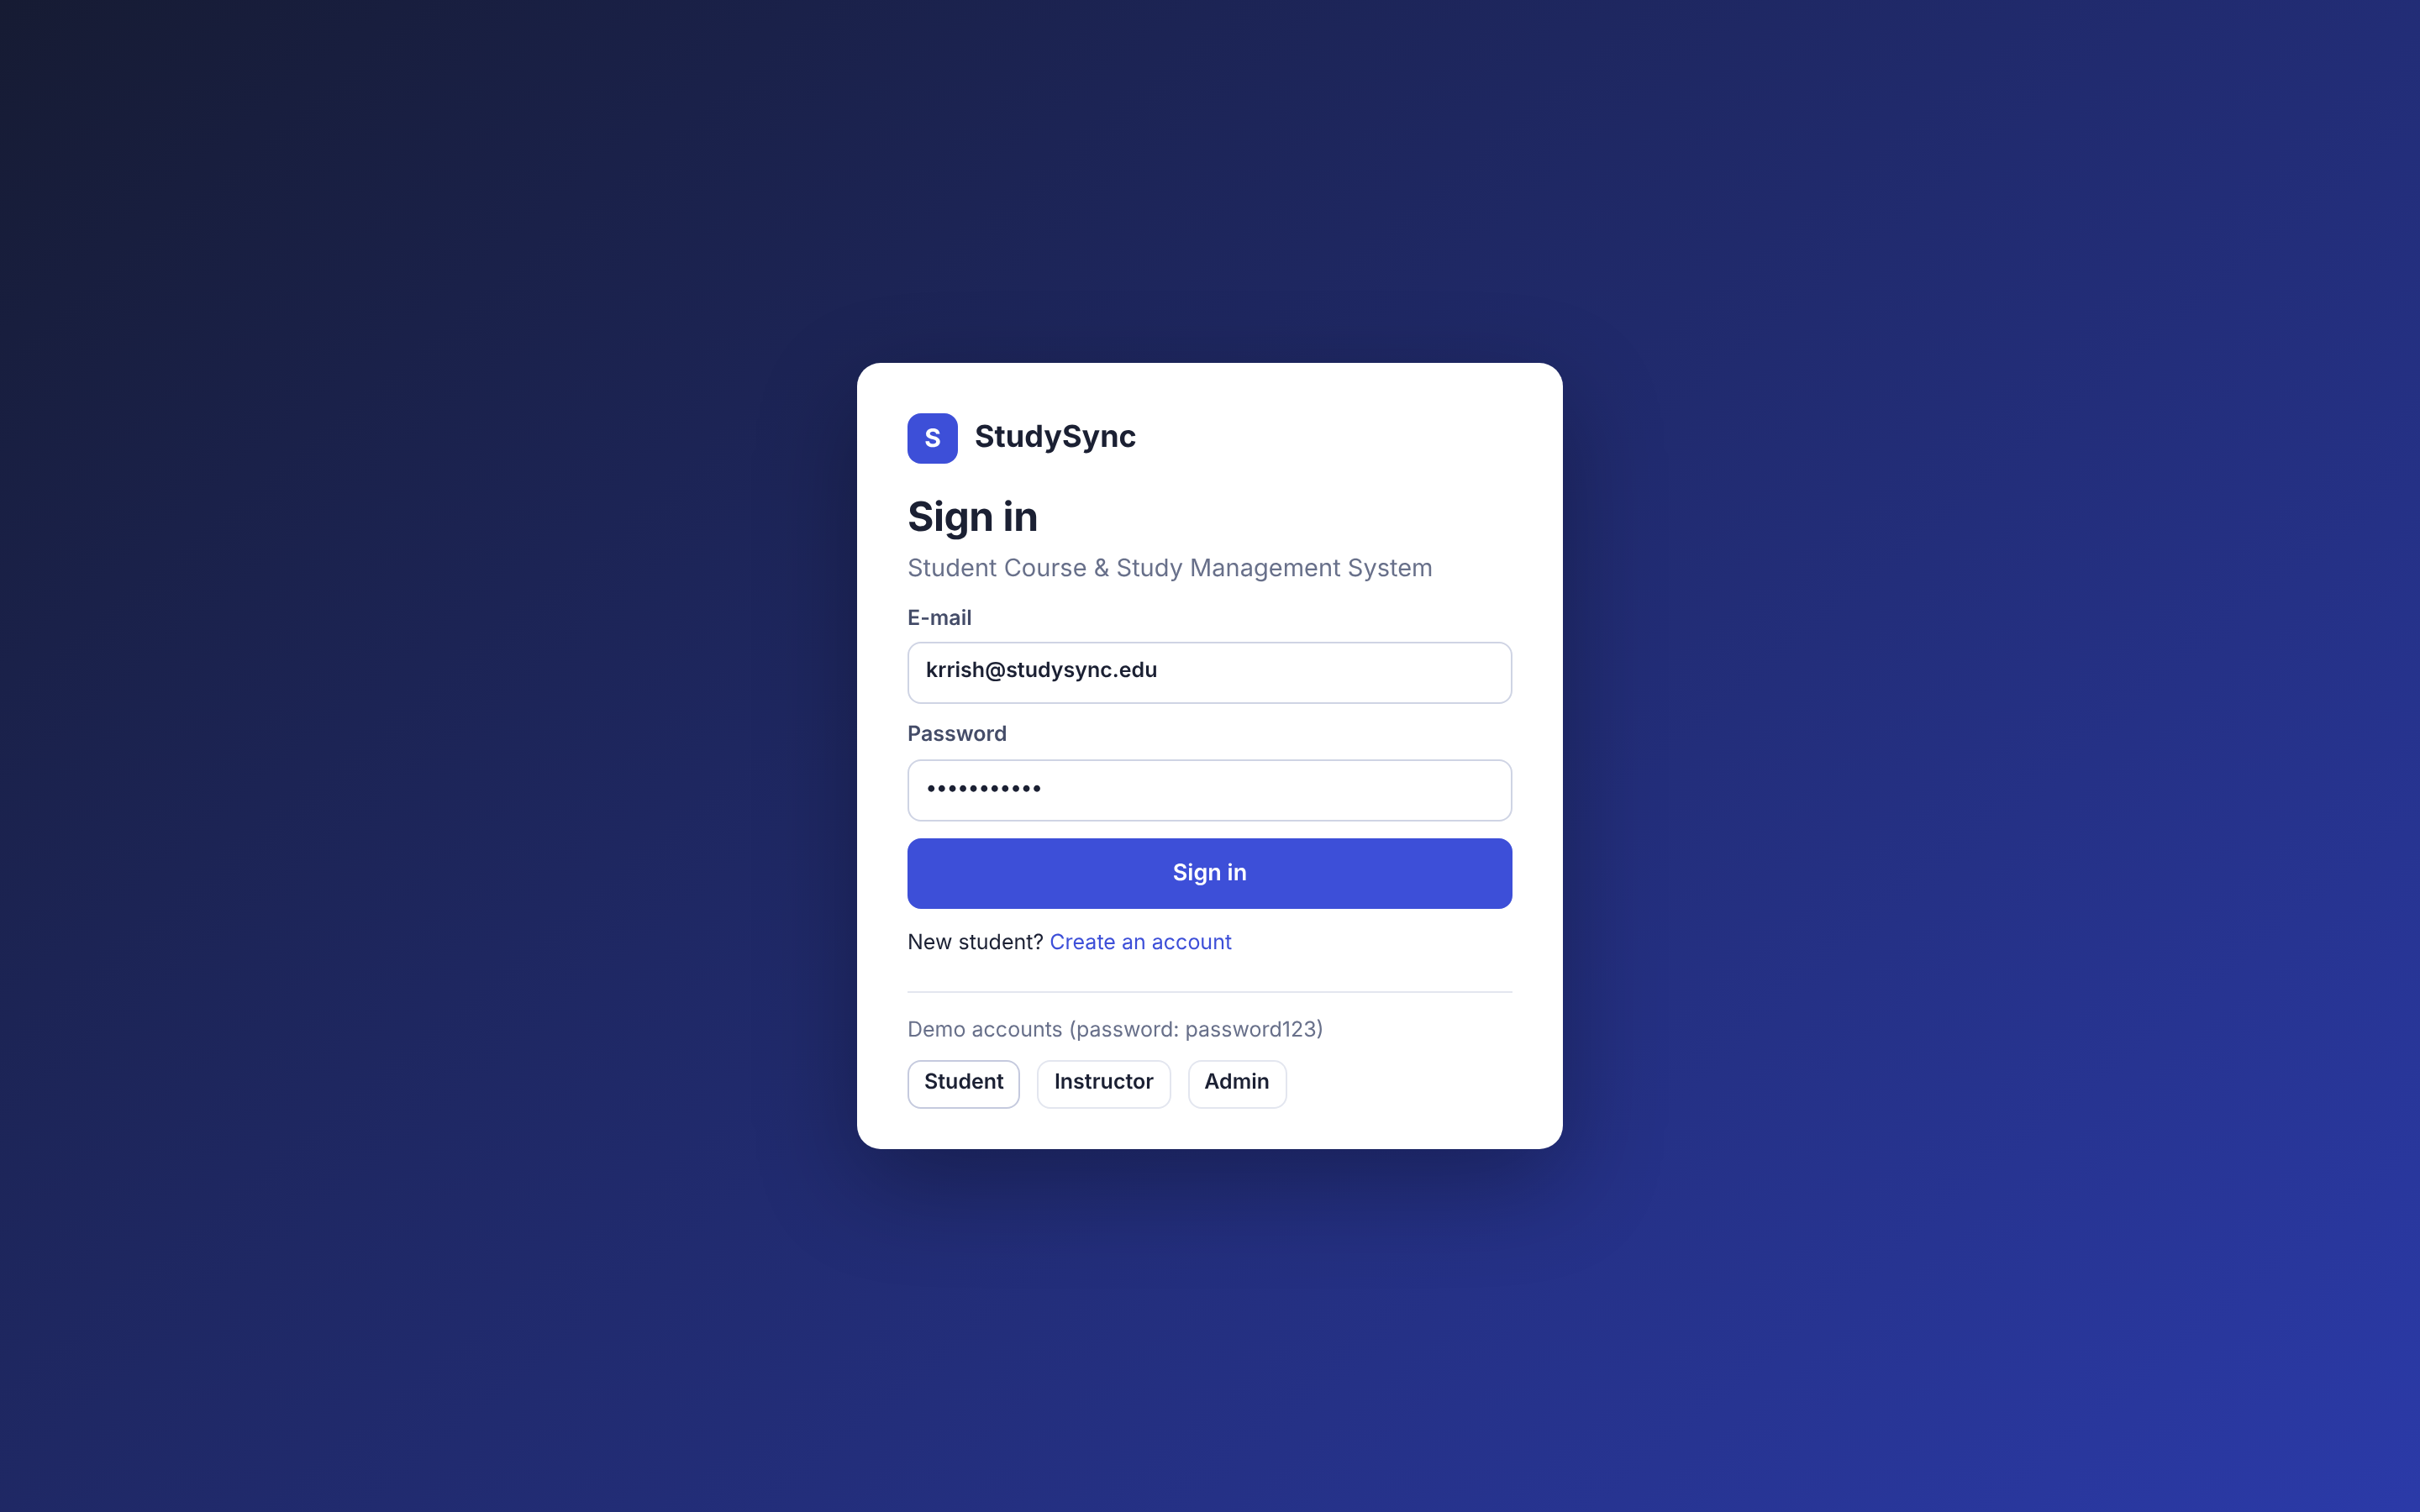 S StudySync
Sign in
Student Course & Study Management System
E-mail
krrish@studysync.edu
Password
•••••••••••
Sign in
New student? Create an account
Demo accounts (password: password123)
Student Instructor Admin